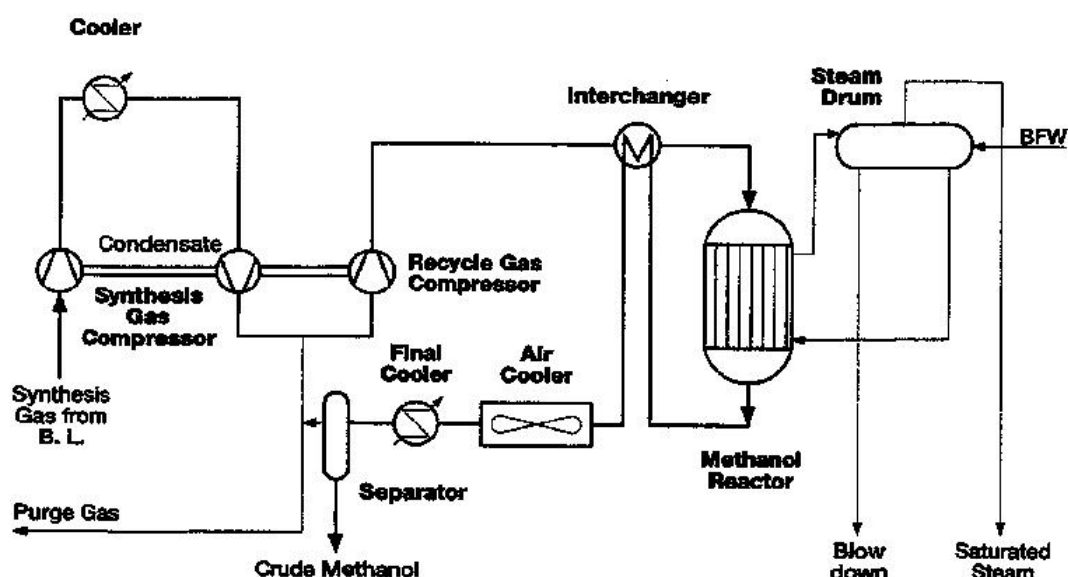 Cooler
Steam
Drum
Interchanger
BFW
Condensate
Recycle Gas
Compressor
Synthesis
Gas
Compressor
Final
Cooler
Air
Cooler
Synthesis
Gas from
B. L.
Methanol
Reactor
Separator
Purge Gas
Crude Methanol
Blow
down
Saturated
Steam